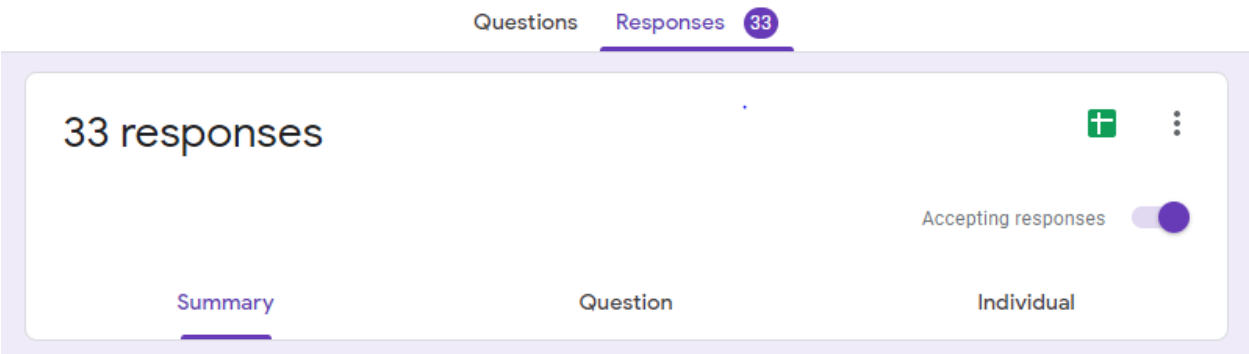 Questions Responses 33
33 responses
Accepting responses
Summary Question Individual